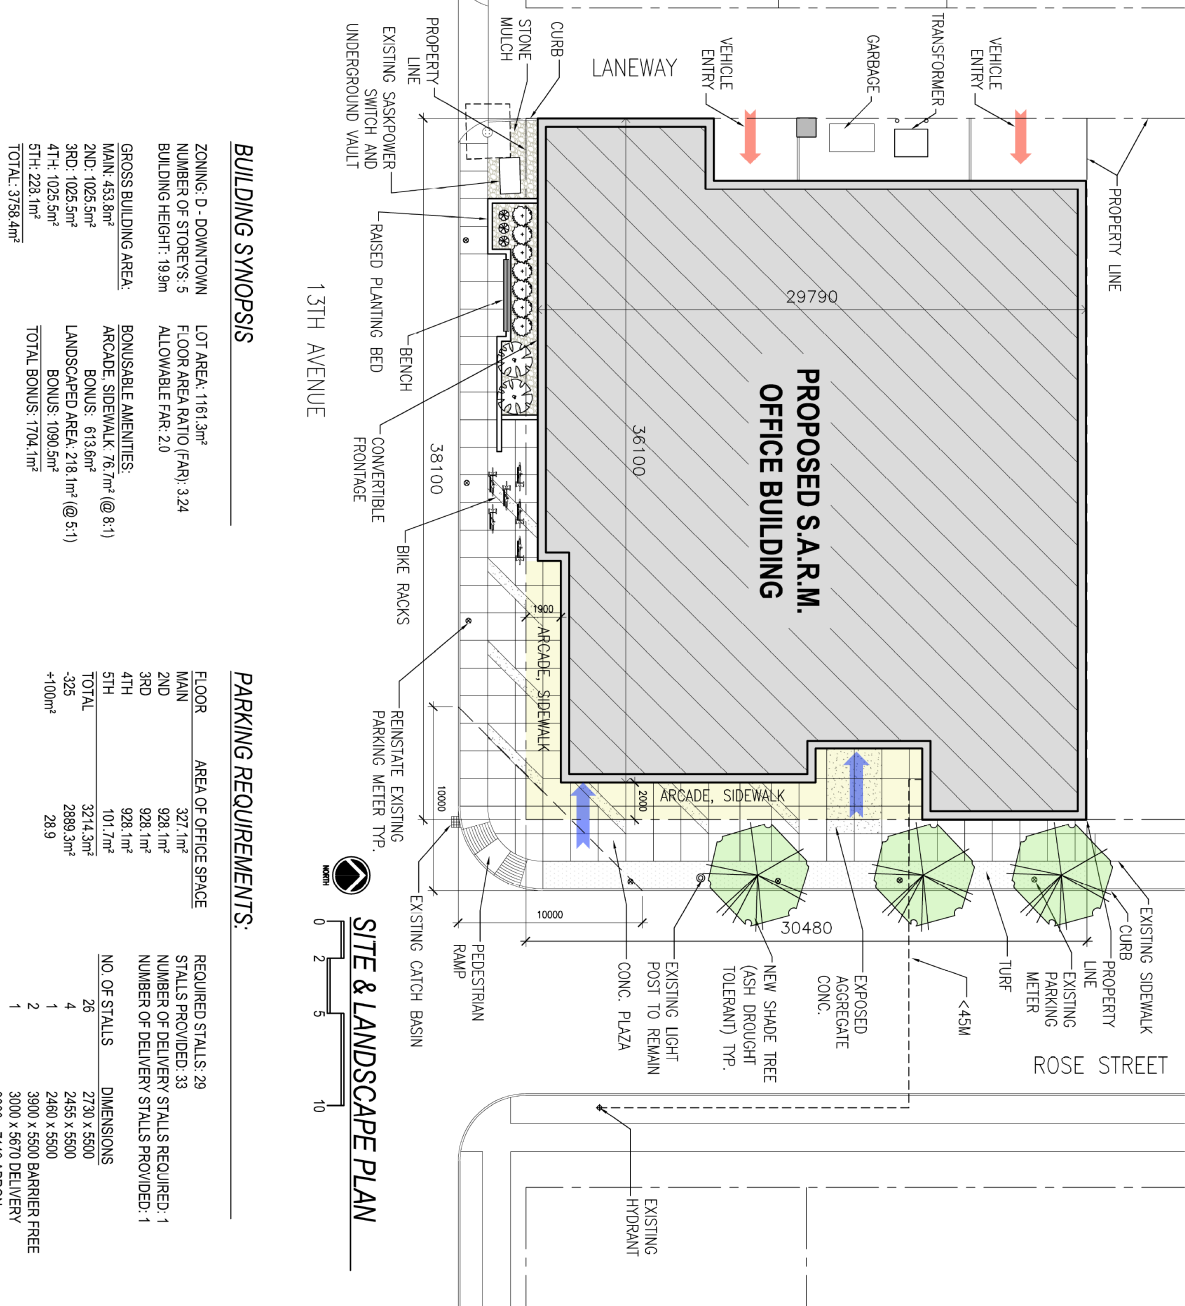 LANEWAY
VEHICLE
ENTRY
TRANSFORMER
GARBAGE
VEHICLE
ENTRY
CURB
STONE
MULCH
PROPERTY
LINE
EXISTING SASKPOWER
SWITCH AND
UNDERGROUND VAULT
PROPERTY LINE
RAISED PLANTING BED
BENCH
CONVERTIBLE
FRONTAGE
BIKE RACKS
REINSTATE EXISTING
PARKING METER TYP.
13TH AVENUE
29790
36100
38100
PROPOSED S.A.R.M.
OFFICE BUILDING
1900
ARCADE, SIDEWALK
2000
ARCADE, SIDEWALK
10000
10000
30480
EXISTING SIDEWALK
CURB
PROPERTY
LINE
EXISTING
PARKING
METER
TURF
<45M
EXPOSED
AGGREGATE
CONC.
NEW SHADE TREE
(ASH DROUGHT
TOLERANT) TYP.
EXISTING LIGHT
POST TO REMAIN
CONC. PLAZA
PEDESTRIAN
RAMP
EXISTING CATCH BASIN
ROSE STREET
EXISTING
HYDRANT
NORTH
SITE & LANDSCAPE PLAN
0 2 5 10
BUILDING SYNOPSIS
ZONING: D - DOWNTOWN
NUMBER OF STOREYS: 5
BUILDING HEIGHT: 19.9m
LOT AREA: 1161.3m²
FLOOR AREA RATIO (FAR): 3.24
ALLOWABLE FAR: 2.0
GROSS BUILDING AREA:
MAIN: 453.8m²
2ND: 1025.5m²
3RD: 1025.5m²
4TH: 1025.5m²
5TH: 228.1m²
TOTAL: 3758.4m²
BONUSABLE AMENITIES:
ARCADE, SIDEWALK: 76.7m² (@ 8:1)
BONUS: 613.6m²
LANDSCAPED AREA: 218.1m² (@ 5:1)
BONUS: 1090.5m²
TOTAL BONUS: 1704.1m²
PARKING REQUIREMENTS:
FLOOR AREA OF OFFICE SPACE
MAIN 327.1m²
2ND 928.1m²
3RD 928.1m²
4TH 928.1m²
5TH 101.7m²
TOTAL 3214.3m²
-325 2889.3m²
÷100m² 28.9
REQUIRED STALLS: 29
STALLS PROVIDED: 33
NUMBER OF DELIVERY STALLS REQUIRED: 1
NUMBER OF DELIVERY STALLS PROVIDED: 1
NO. OF STALLS DIMENSIONS
26 2730 x 5500
4 2455 x 5500
1 2460 x 5500
2 3900 x 5500 BARRIER FREE
1 3000 x 5670 DELIVERY